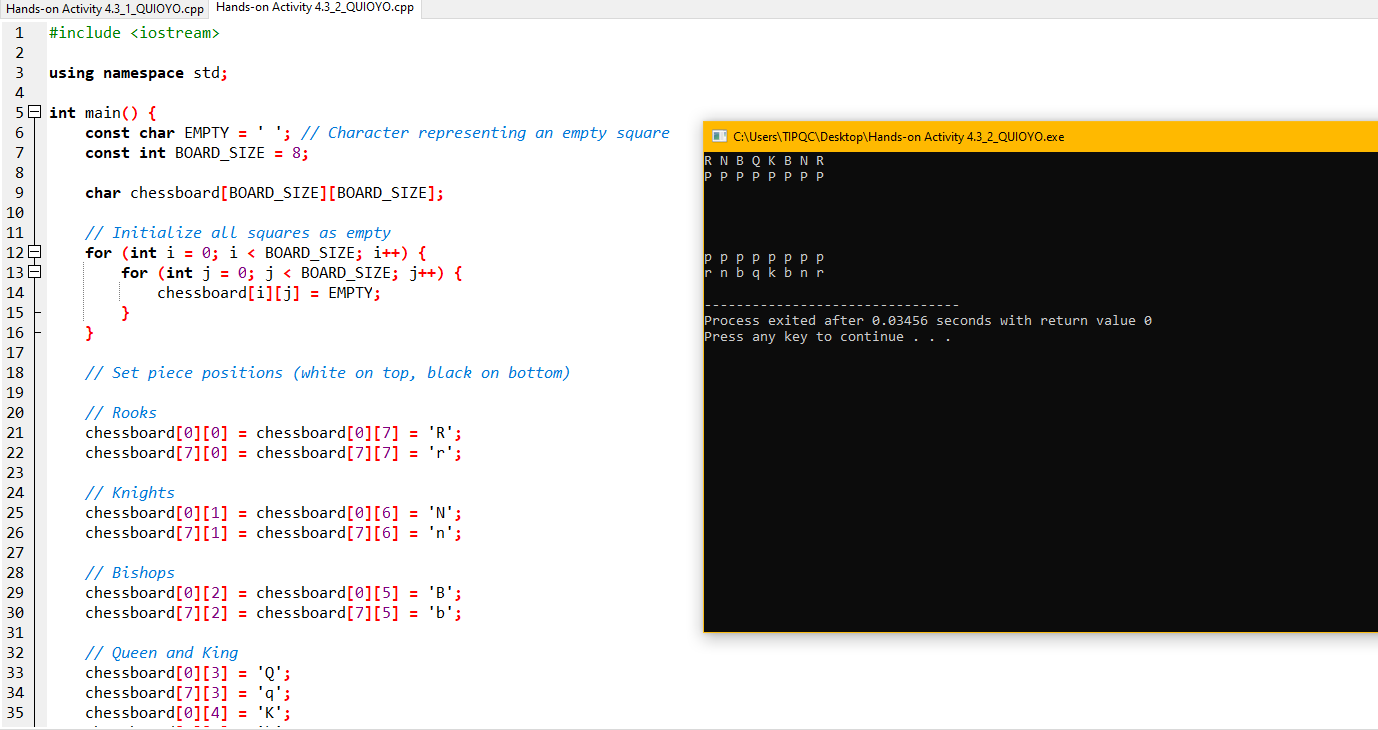 Hands-on Activity 4.3_1_QUIOYO.cpp Hands-on Activity 4.3_2_QUIOYO.cpp
1 #include <iostream>
2
3 using namespace std;
4
5 int main() {
6 const char EMPTY = ' '; // Character representing an empty square
7 const int BOARD_SIZE = 8;
8
9 char chessboard[BOARD_SIZE][BOARD_SIZE];
10
11 // Initialize all squares as empty
12 for (int i = 0; i < BOARD_SIZE; i++) {
13 for (int j = 0; j < BOARD_SIZE; j++) {
14 chessboard[i][j] = EMPTY;
15 }
16 }
17
18 // Set piece positions (white on top, black on bottom)
19
20 // Rooks
21 chessboard[0][0] = chessboard[0][7] = 'R';
22 chessboard[7][0] = chessboard[7][7] = 'r';
23
24 // Knights
25 chessboard[0][1] = chessboard[0][6] = 'N';
26 chessboard[7][1] = chessboard[7][6] = 'n';
27
28 // Bishops
29 chessboard[0][2] = chessboard[0][5] = 'B';
30 chessboard[7][2] = chessboard[7][5] = 'b';
31
32 // Queen and King
33 chessboard[0][3] = 'Q';
34 chessboard[7][3] = 'q';
35 chessboard[0][4] = 'K';
C:\Users\TIPQC\Desktop\Hands-on Activity 4.3_2_QUIOYO.exe
R N B Q K B N R
P P P P P P P P
p p p p p p p p
r n b q k b n r
--------------------------------
Process exited after 0.03456 seconds with return value 0
Press any key to continue . . .